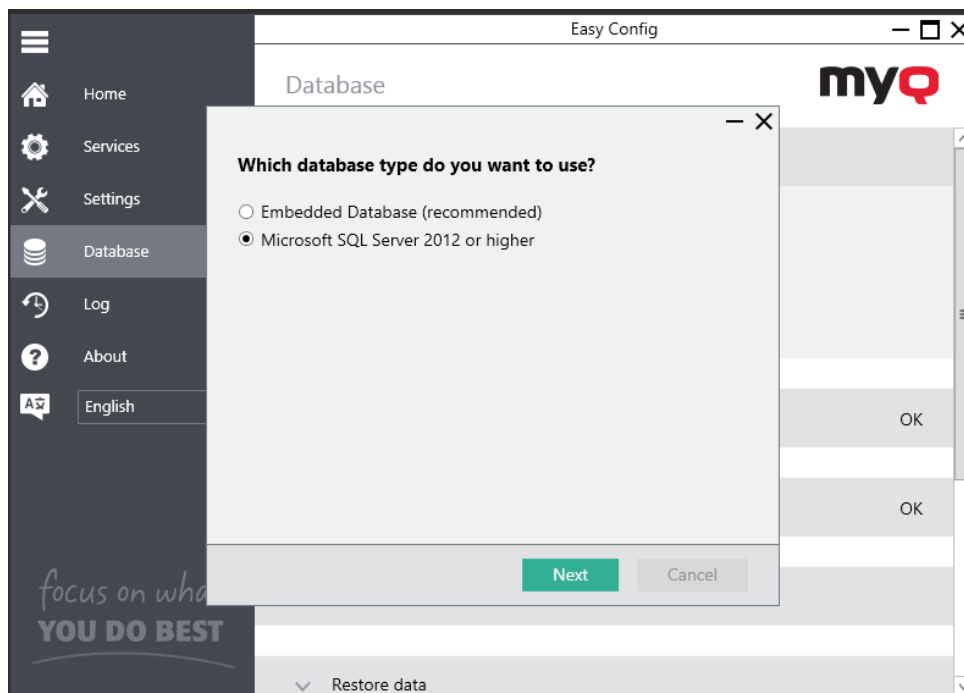 Easy Config
Database
myQ
Home
Services
Settings
Database
Log
About
English
Which database type do you want to use?
Embedded Database (recommended)
Microsoft SQL Server 2012 or higher
Next
Cancel
OK
OK
Restore data
focus on
YOU DO BEST